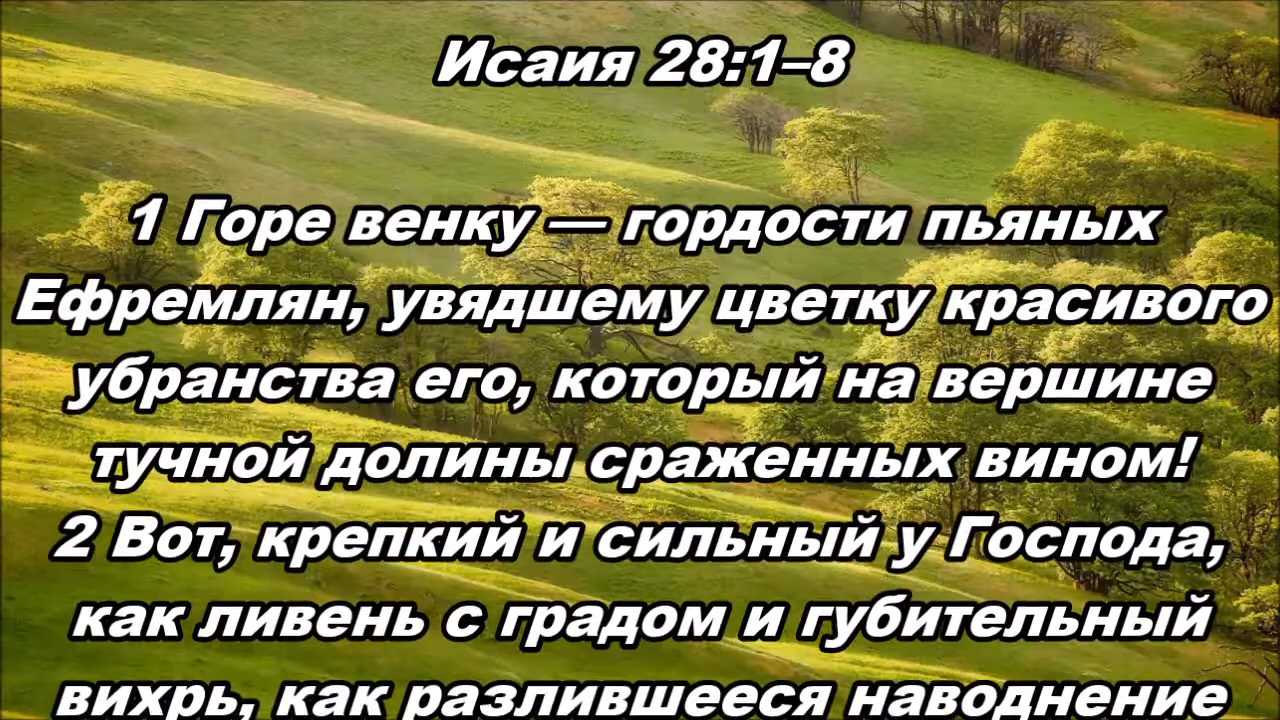 Исаия 28:1–8
1 Горе венку — гордости пьяных
Ефремлян, увядшему цветку красивого
убранства его, который на вершине
тучной долины сраженных вином!
2 Вот, крепкий и сильный у Господа,
как ливень с градом и губительный
вихрь, как разлившееся наводнение